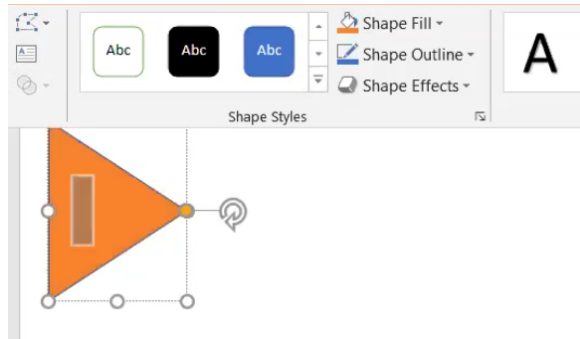 Abc Abc Abc
Shape Fill
Shape Outline
Shape Effects
Shape Styles
A
A